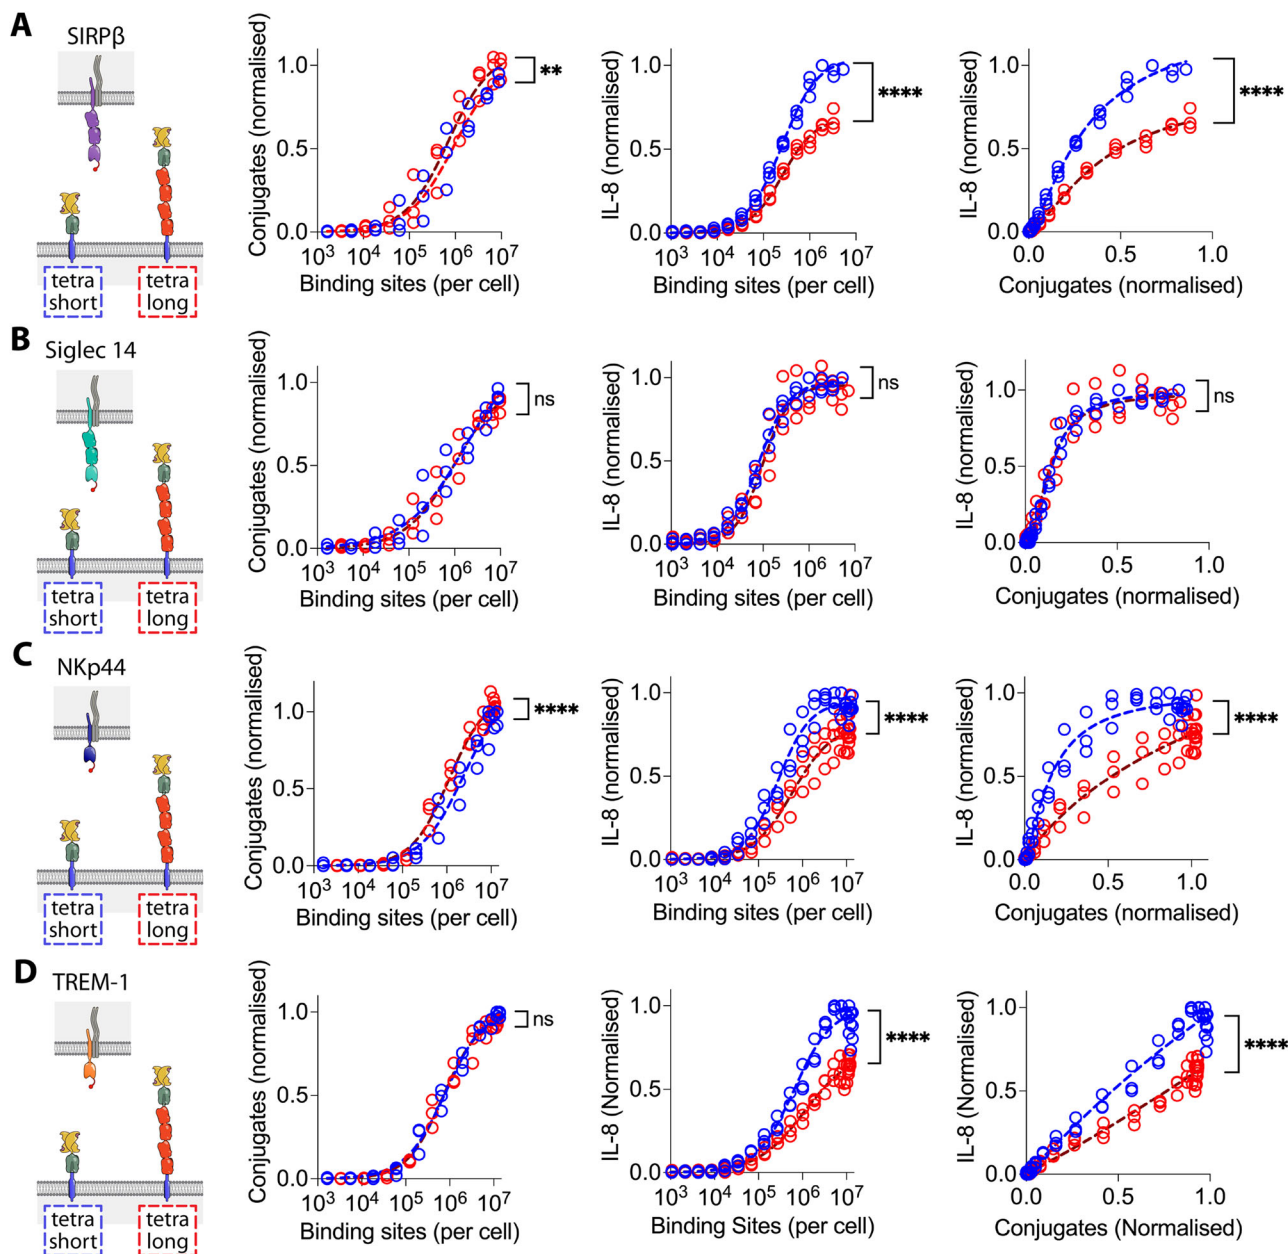 A
SIRPβ
tetra
short
tetra
long
Conjugates (normalised)
1.0
0.5
0.0
10³ 10⁴ 10⁵ 10⁶ 10⁷
Binding sites (per cell)
**
IL-8 (normalised)
1.0
0.5
0.0
10³ 10⁴ 10⁵ 10⁶ 10⁷
Binding sites (per cell)
****
IL-8 (normalised)
1.0
0.5
0.0
0.0 0.5 1.0
Conjugates (normalised)
****
B
Siglec 14
tetra
short
tetra
long
Conjugates (normalised)
1.0
0.5
0.0
10³ 10⁴ 10⁵ 10⁶ 10⁷
Binding sites (per cell)
ns
IL-8 (normalised)
1.0
0.5
0.0
10³ 10⁴ 10⁵ 10⁶ 10⁷
Binding sites (per cell)
ns
IL-8 (normalised)
1.0
0.5
0.0
0.0 0.5 1.0
Conjugates (normalised)
ns
C
NKp44
tetra
short
tetra
long
Conjugates (normalised)
1.0
0.5
0.0
10³ 10⁴ 10⁵ 10⁶ 10⁷
Binding sites (per cell)
****
IL-8 (normalised)
1.0
0.5
0.0
10³ 10⁴ 10⁵ 10⁶ 10⁷
Binding sites (per cell)
****
IL-8 (normalised)
1.0
0.5
0.0
0.0 0.5 1.0
Conjugates (normalised)
****
D
TREM-1
tetra
short
tetra
long
Conjugates (normalised)
1.0
0.5
0.0
10³ 10⁴ 10⁵ 10⁶ 10⁷
Binding sites (per cell)
ns
IL-8 (Normalised)
1.0
0.5
0.0
10³ 10⁴ 10⁵ 10⁶ 10⁷
Binding Sites (per cell)
****
IL-8 (Normalised)
1.0
0.5
0.0
0.0 0.5 1.0
Conjugates (Normalised)
****